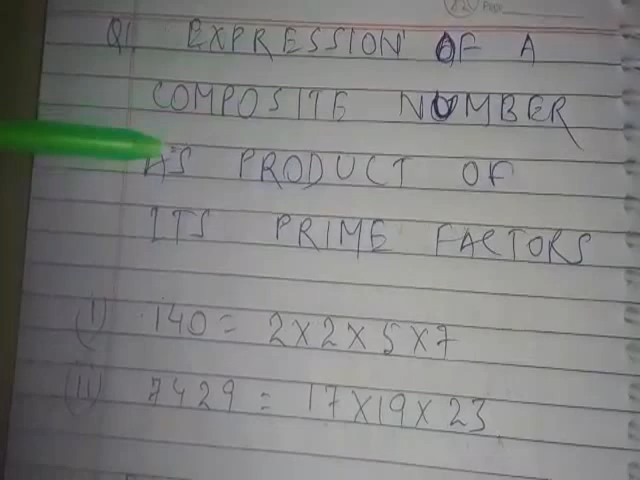 Q1. EXPRESSION OF A
COMPOSITE NUMBER
AS PRODUCT OF
ITS PRIME FACTORS
(I) 140 = 2×2×5×7
(II) 7429 = 17×19×23